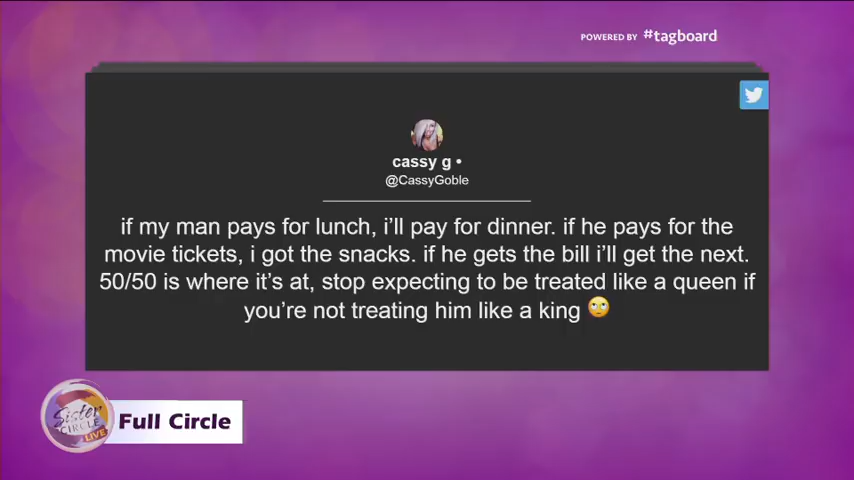 POWERED BY #tagboard
cassy g •
@CassyGoble
if my man pays for lunch, i'll pay for dinner. if he pays for the
movie tickets, i got the snacks. if he gets the bill i'll get the next.
50/50 is where it's at, stop expecting to be treated like a queen if
you're not treating him like a king 🙄
Sister
CIRCLE
LIVE
Full Circle